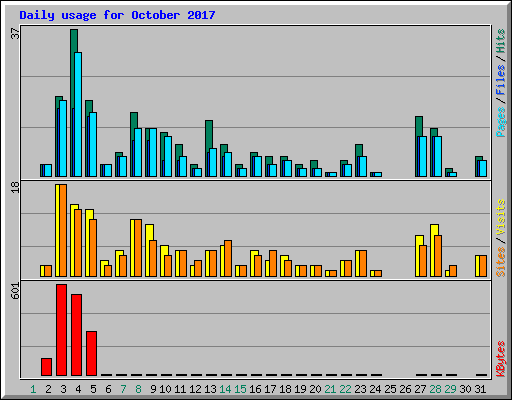 Daily usage for October 2017
37
Pages / Files / Hits
18
Sites / Visits
601
KBytes
1 2 3 4 5 6 7 8 9 10 11 12 13 14 15 16 17 18 19 20 21 22 23 24 25 26 27 28 29 30 31